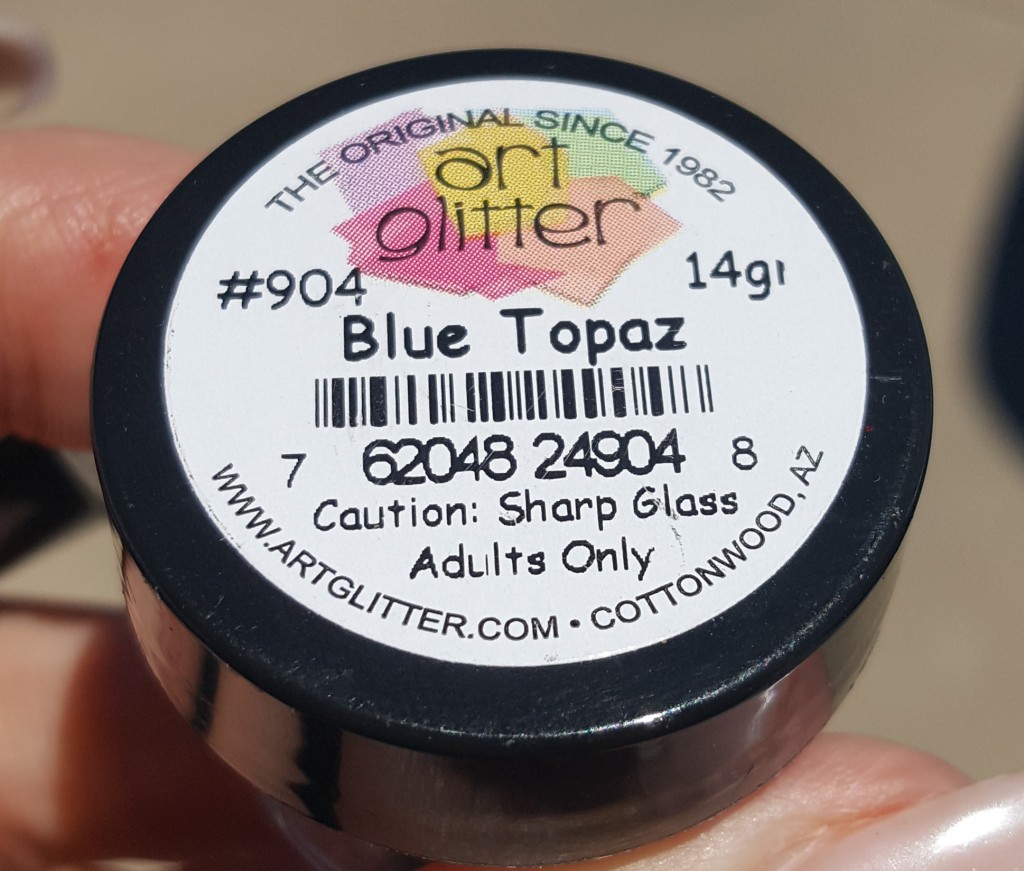 THE ORIGINAL SINCE 1982
art
glitter
#904 14gr
Blue Topaz
7 62048 24904 8
Caution: Sharp Glass
Adults Only
WWW.ARTGLITTER.COM • COTTONWOOD, AZ